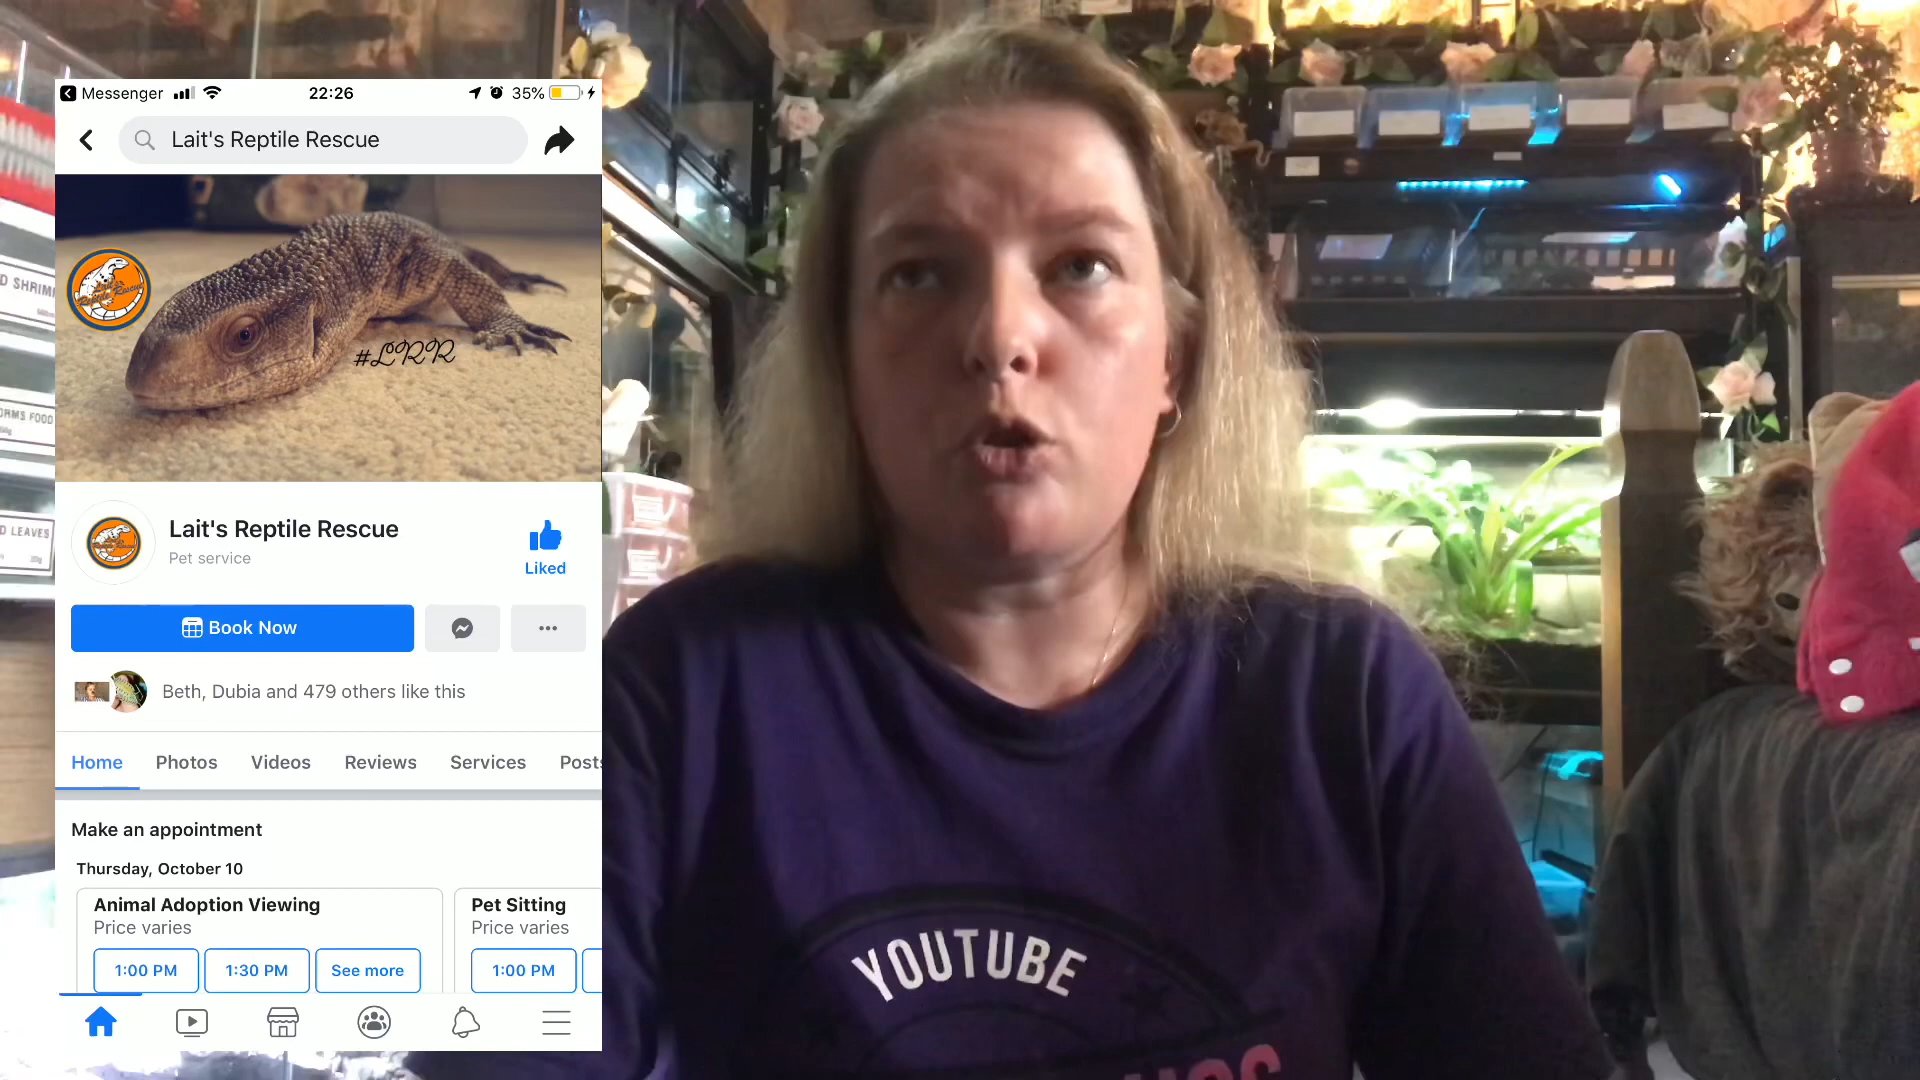 Messenger
22:26
35%
Lait's Reptile Rescue
#LRR
Lait's Reptile Rescue
Pet service
Liked
Book Now
Beth, Dubia and 479 others like this
Home
Photos
Videos
Reviews
Services
Posts
Make an appointment
Thursday, October 10
Animal Adoption Viewing
Price varies
1:00 PM
1:30 PM
See more
Pet Sitting
Price varies
1:00 PM
D SHRIM
ORMS FOOD
D LEAVES
YOUTUBE